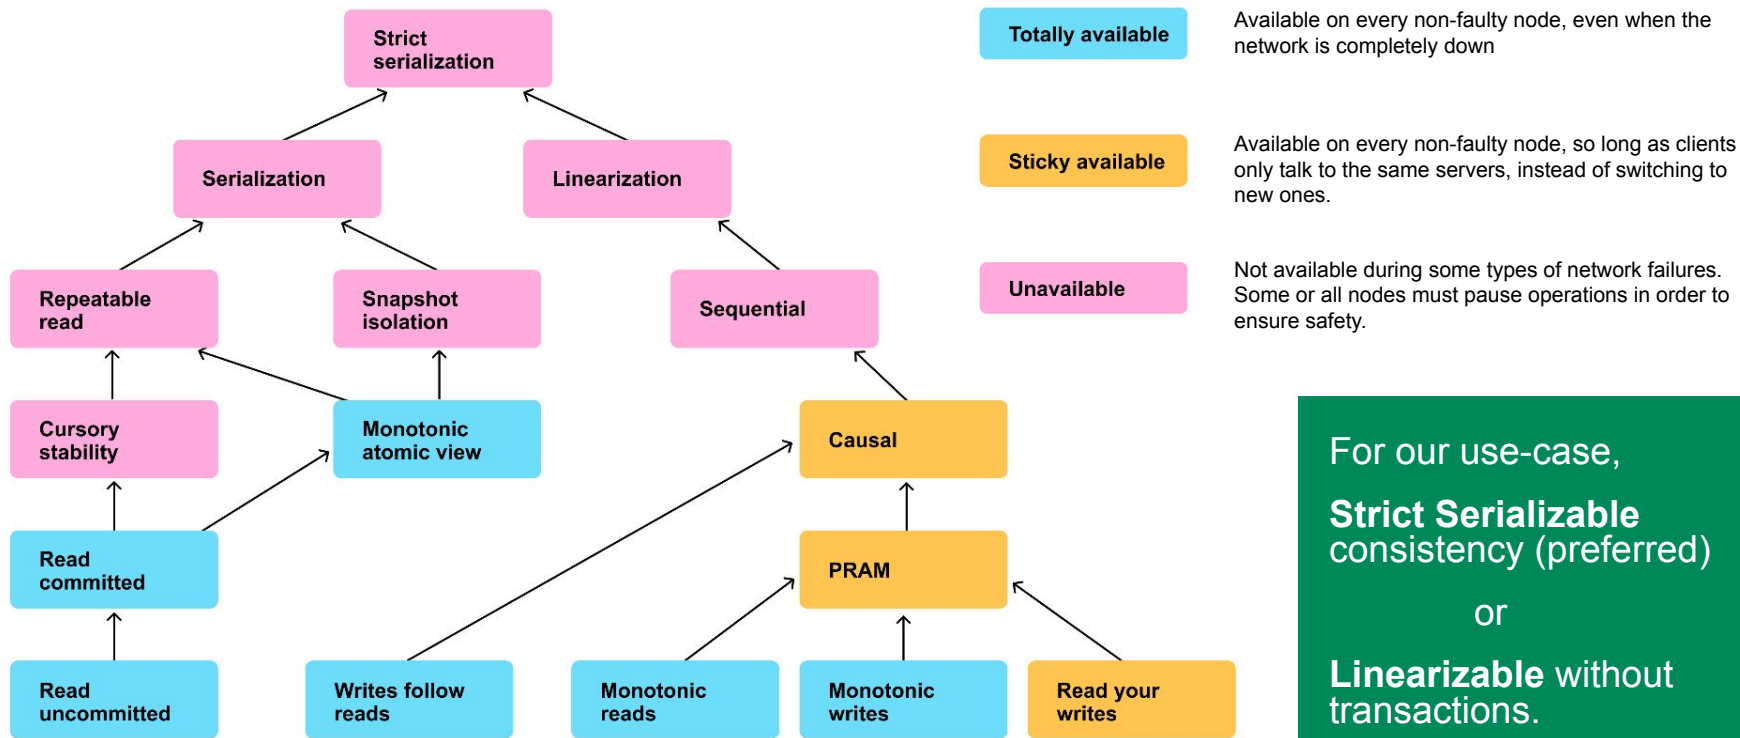 Strict
serialization
Serialization
Linearization
Repeatable
read
Snapshot
isolation
Sequential
Cursory
stability
Monotonic
atomic view
Causal
Read
committed
PRAM
Read
uncommitted
Writes follow
reads
Monotonic
reads
Monotonic
writes
Read your
writes
Totally available
Available on every non-faulty node, even when the
network is completely down
Sticky available
Available on every non-faulty node, so long as clients
only talk to the same servers, instead of switching to
new ones.
Unavailable
Not available during some types of network failures.
Some or all nodes must pause operations in order to
ensure safety.
For our use-case,
Strict Serializable
consistency (preferred)
or
Linearizable without
transactions.